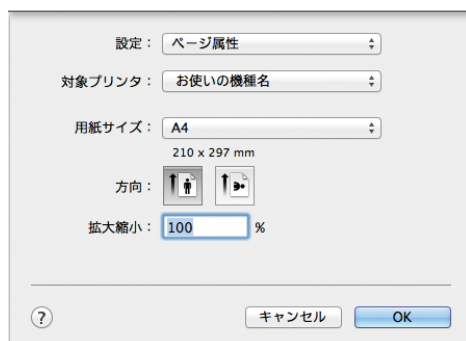 設定： ページ属性
対象プリンタ： お使いの機種名
用紙サイズ： A4
210 x 297 mm
方向：
拡大縮小： 100 %
? キャンセル OK